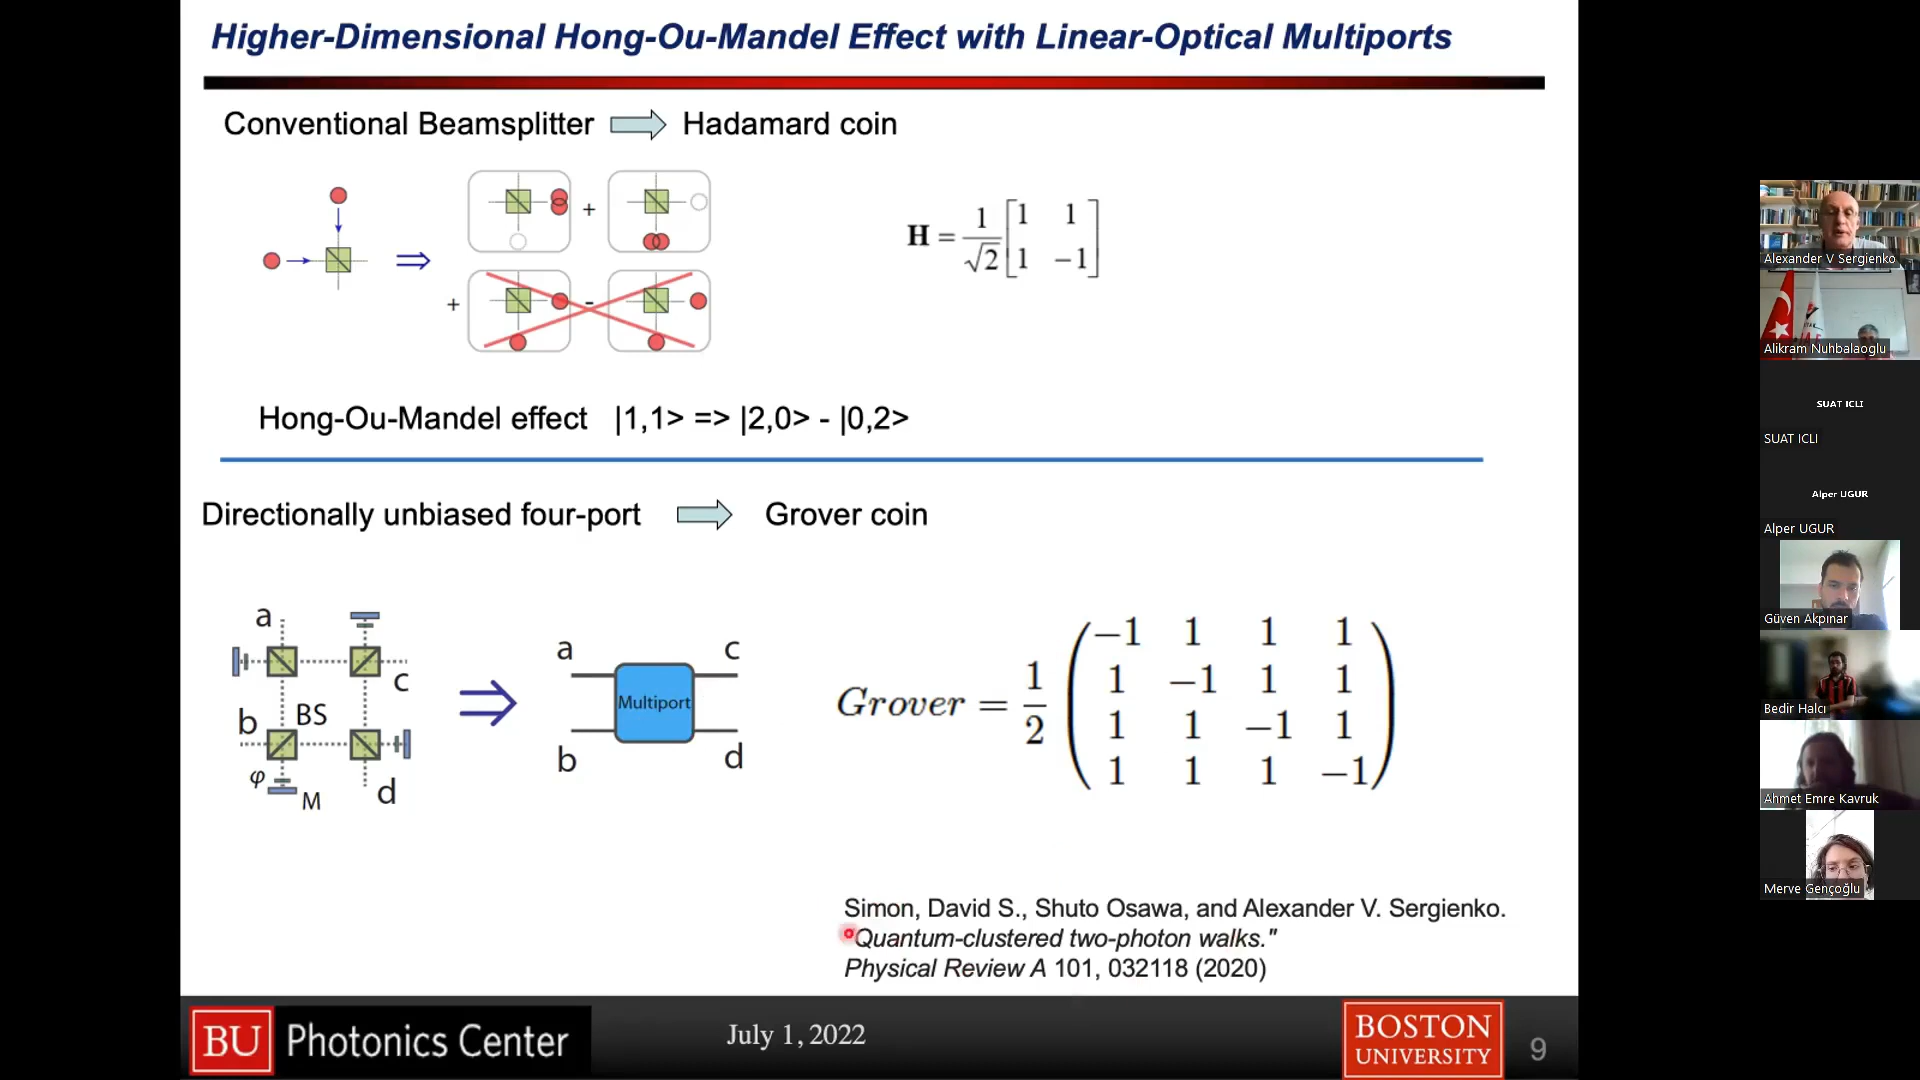 Higher-Dimensional Hong-Ou-Mandel Effect with Linear-Optical Multiports
Conventional Beamsplitter
Hadamard coin
+
+
-
H = 1/√2 [1 1
1 −1]
Hong-Ou-Mandel effect |1,1> => |2,0> - |0,2>
Directionally unbiased four-port
Grover coin
a
c
b
BS
φ
M
d
a
c
Multiport
b
d
Grover = 1/2
−1 1 1 1
1 −1 1 1
1 1 −1 1
1 1 1 −1
Simon, David S., Shuto Osawa, and Alexander V. Sergienko.
"Quantum-clustered two-photon walks."
Physical Review A 101, 032118 (2020)
BU Photonics Center
July 1, 2022
BOSTON
UNIVERSITY
9
Alexander V Sergienko
Alikram Nuhbalaoglu
SUAT ICLI
SUAT ICLI
Alper UGUR
Alper UGUR
Güven Akpınar
Bedir Halcı
Ahmet Emre Kavruk
Merve Gençoğlu